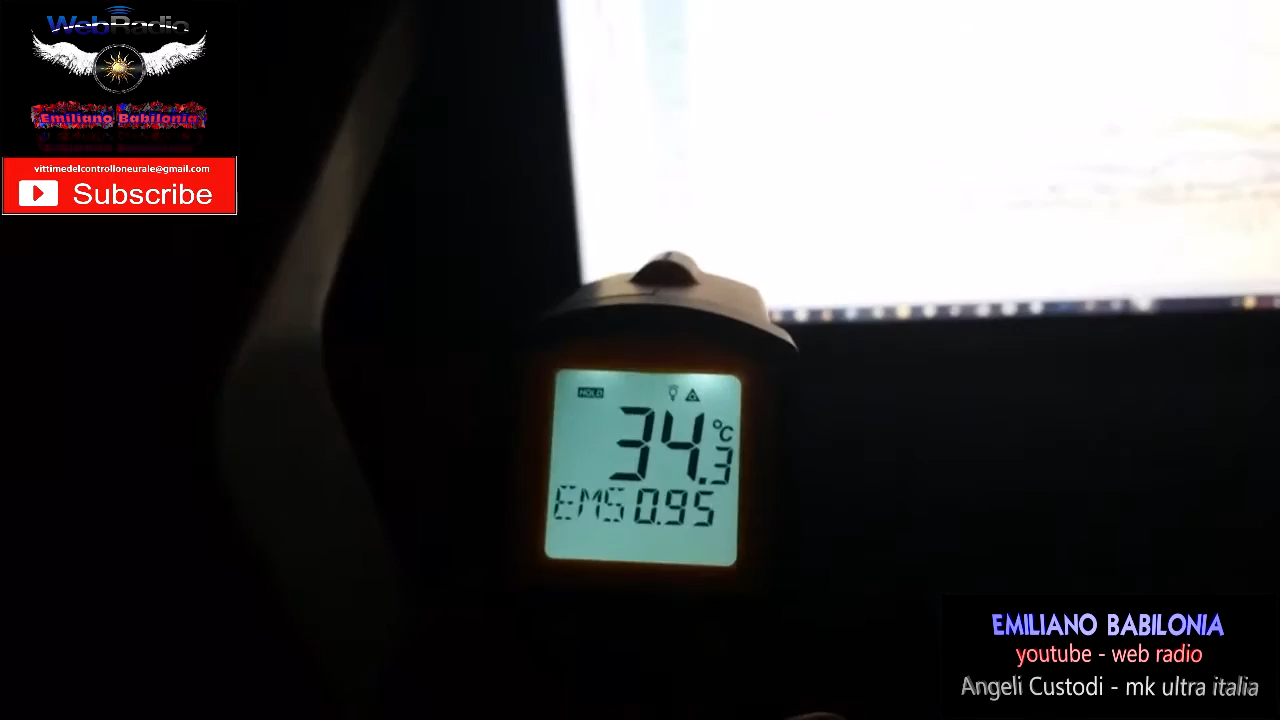 WebRadio
Emiliano Babilonia
vittimedelcontrolloneurale@gmail.com
Subscribe
HOLD
34.3 °C
EMS 0.95
EMILIANO BABILONIA
youtube - web radio
Angeli Custodi - mk ultra italia